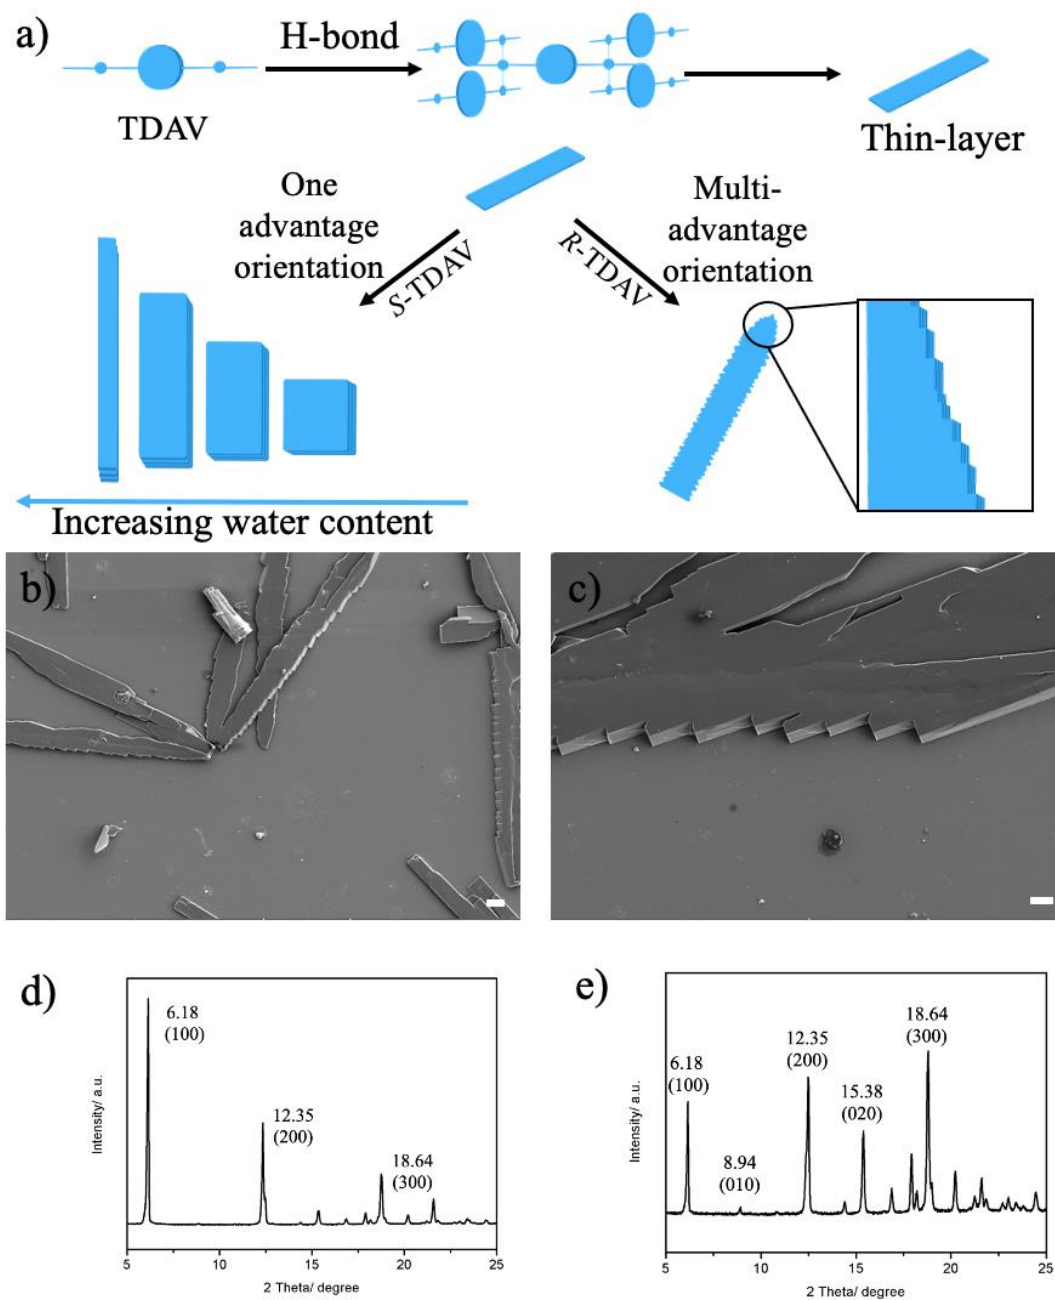 a)
H-bond
TDAV
Thin-layer
One
advantage
orientation
S-TDAV
R-TDAV
Multi-
advantage
orientation
Increasing water content
b)
c)
d)
6.18
(100)
12.35
(200)
18.64
(300)
Intensity/ a.u.
5
10
15
20
25
2 Theta/ degree
e)
6.18
(100)
8.94
(010)
12.35
(200)
15.38
(020)
18.64
(300)
Intensity/ a.u.
5
10
15
20
25
2 Theta/ degree